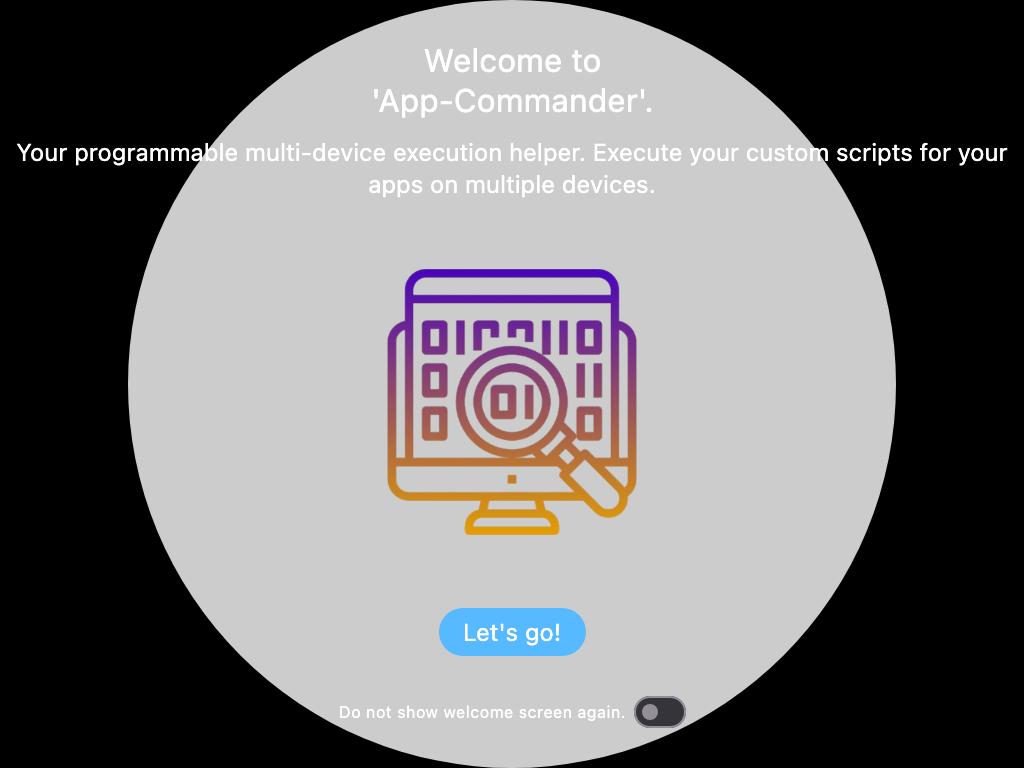 Welcome to
'App-Commander'.
Your programmable multi-device execution helper. Execute your custom scripts for your
apps on multiple devices.
Let's go!
Do not show welcome screen again.